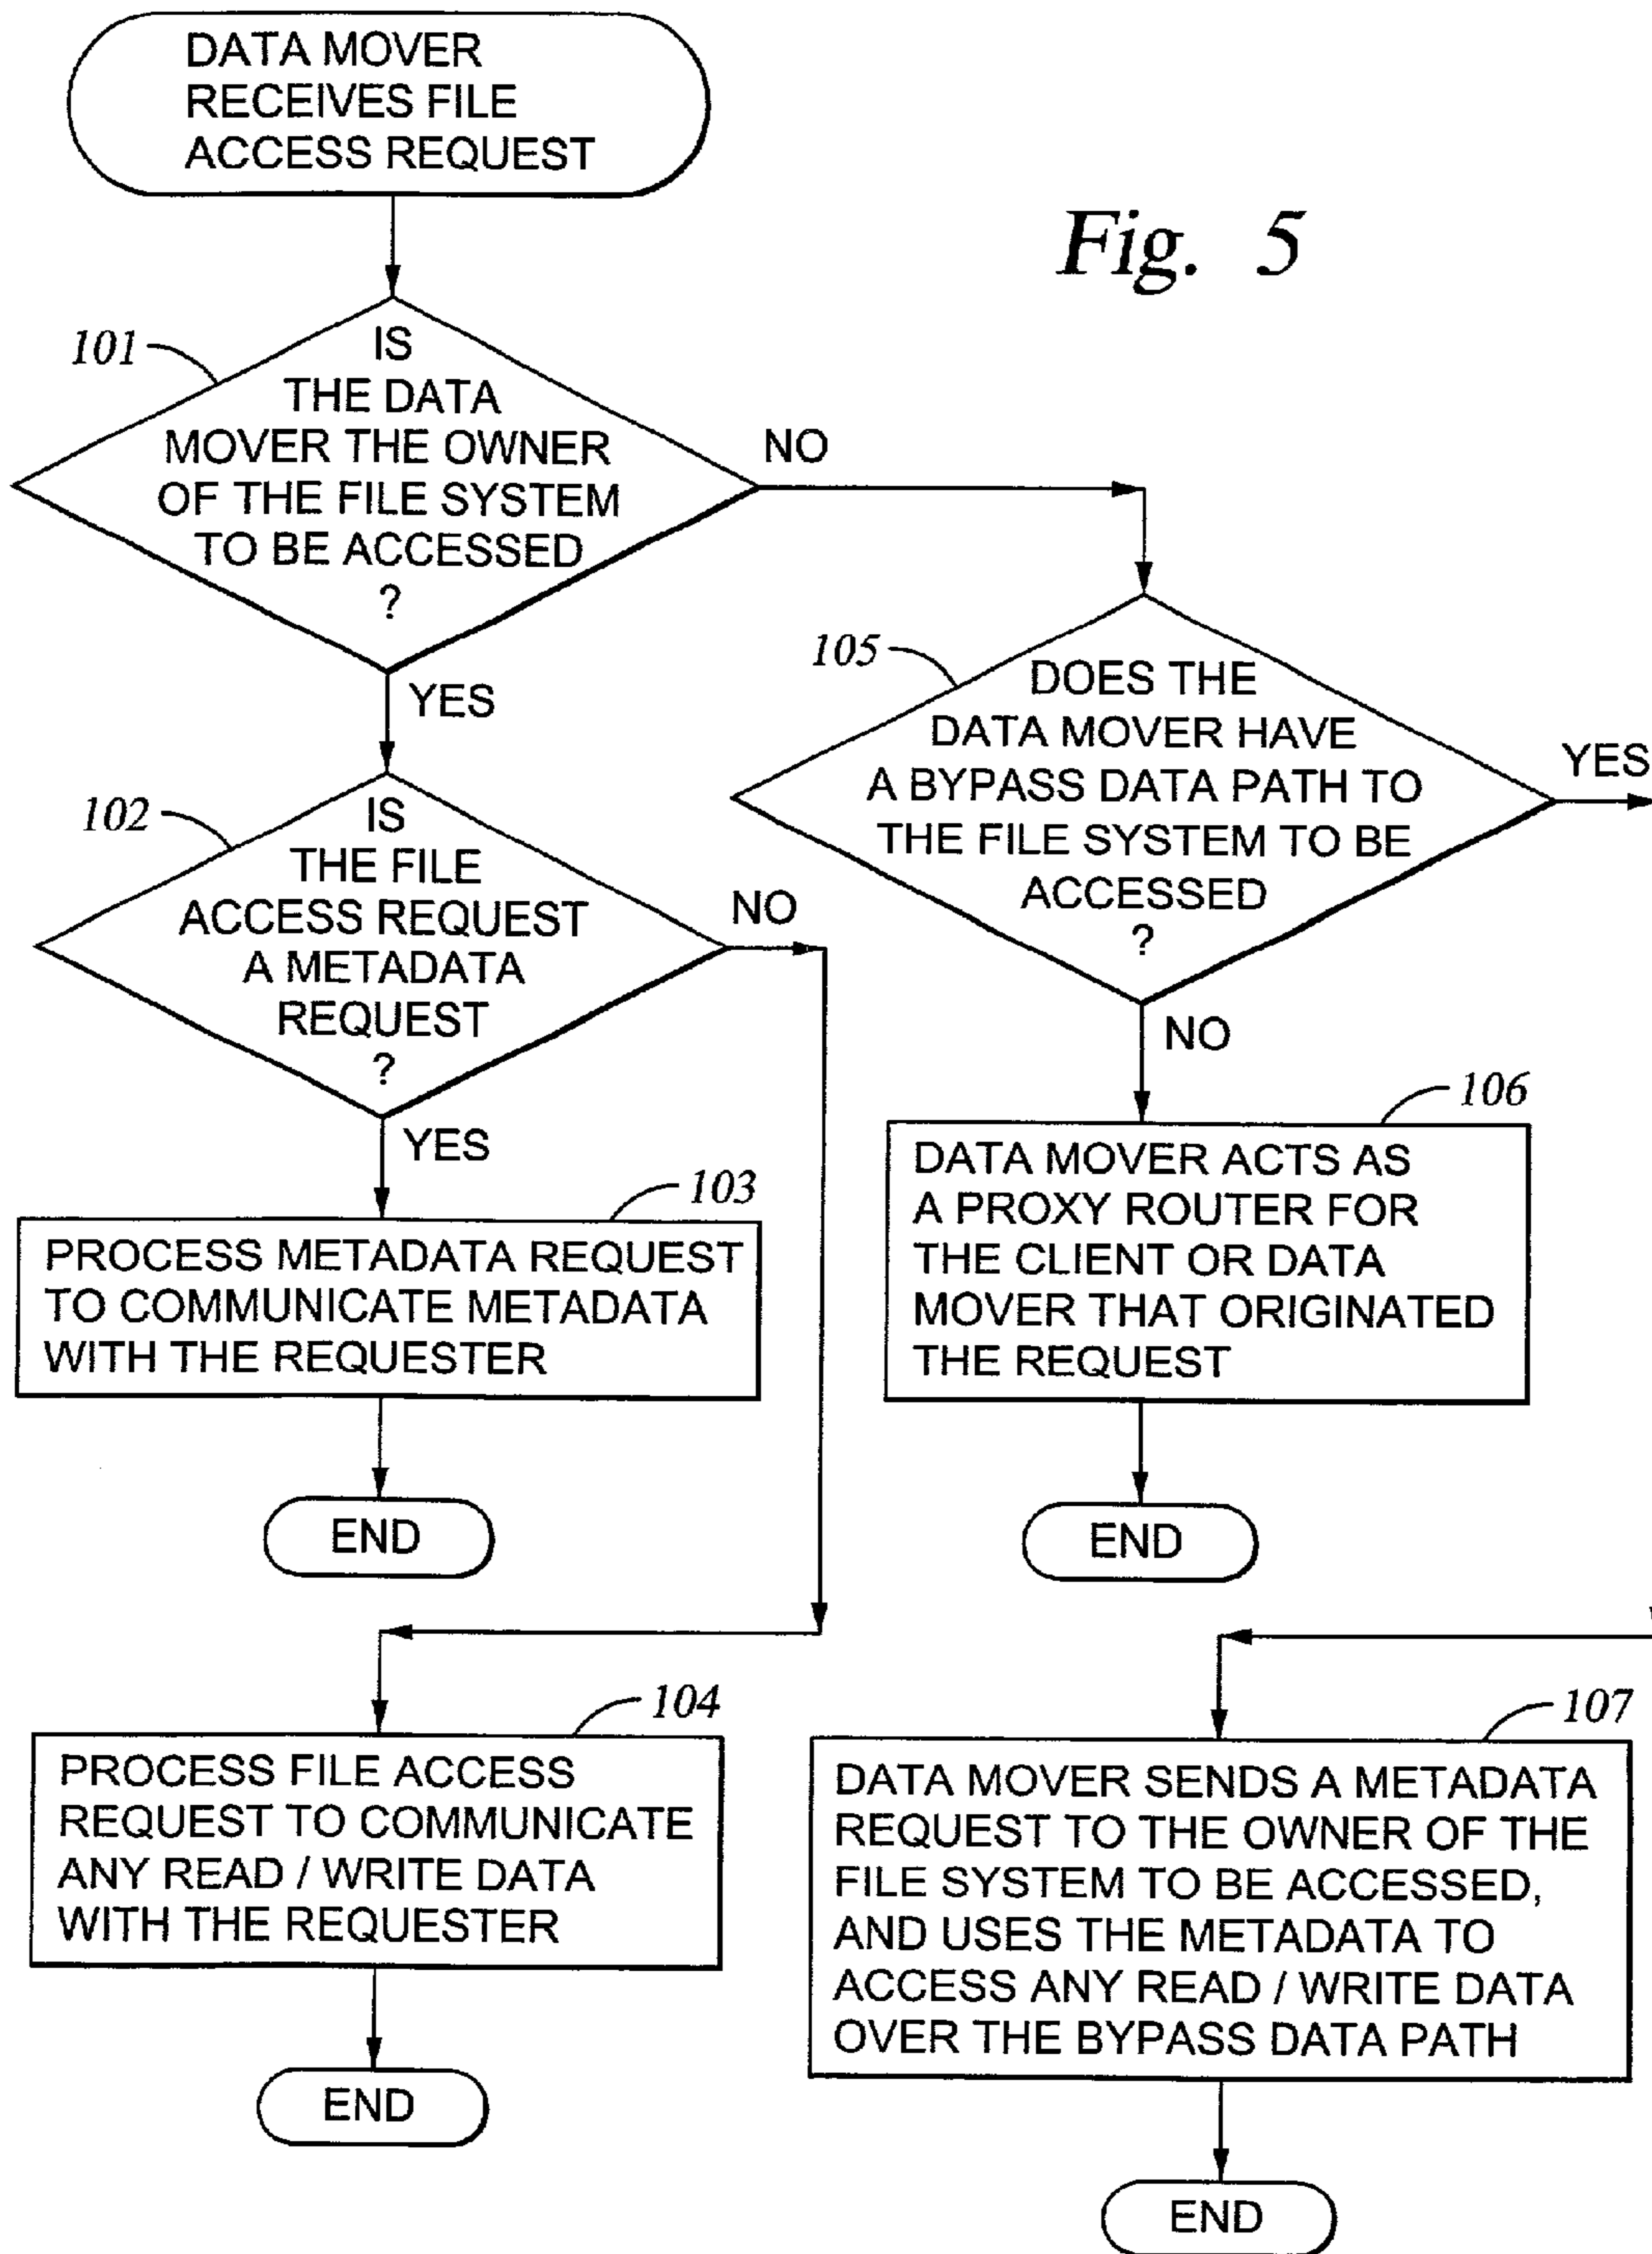 DATA MOVER
RECEIVES FILE
ACCESS REQUEST
Fig. 5
101
IS
THE DATA
MOVER THE OWNER
OF THE FILE SYSTEM
TO BE ACCESSED
?
NO
YES
102
IS
THE FILE
ACCESS REQUEST
A METADATA
REQUEST
?
NO
YES
103
PROCESS METADATA REQUEST
TO COMMUNICATE METADATA
WITH THE REQUESTER
END
104
PROCESS FILE ACCESS
REQUEST TO COMMUNICATE
ANY READ / WRITE DATA
WITH THE REQUESTER
END
105
DOES THE
DATA MOVER HAVE
A BYPASS DATA PATH TO
THE FILE SYSTEM TO BE
ACCESSED
?
YES
NO
106
DATA MOVER ACTS AS
A PROXY ROUTER FOR
THE CLIENT OR DATA
MOVER THAT ORIGINATED
THE REQUEST
END
107
DATA MOVER SENDS A METADATA
REQUEST TO THE OWNER OF THE
FILE SYSTEM TO BE ACCESSED,
AND USES THE METADATA TO
ACCESS ANY READ / WRITE DATA
OVER THE BYPASS DATA PATH
END